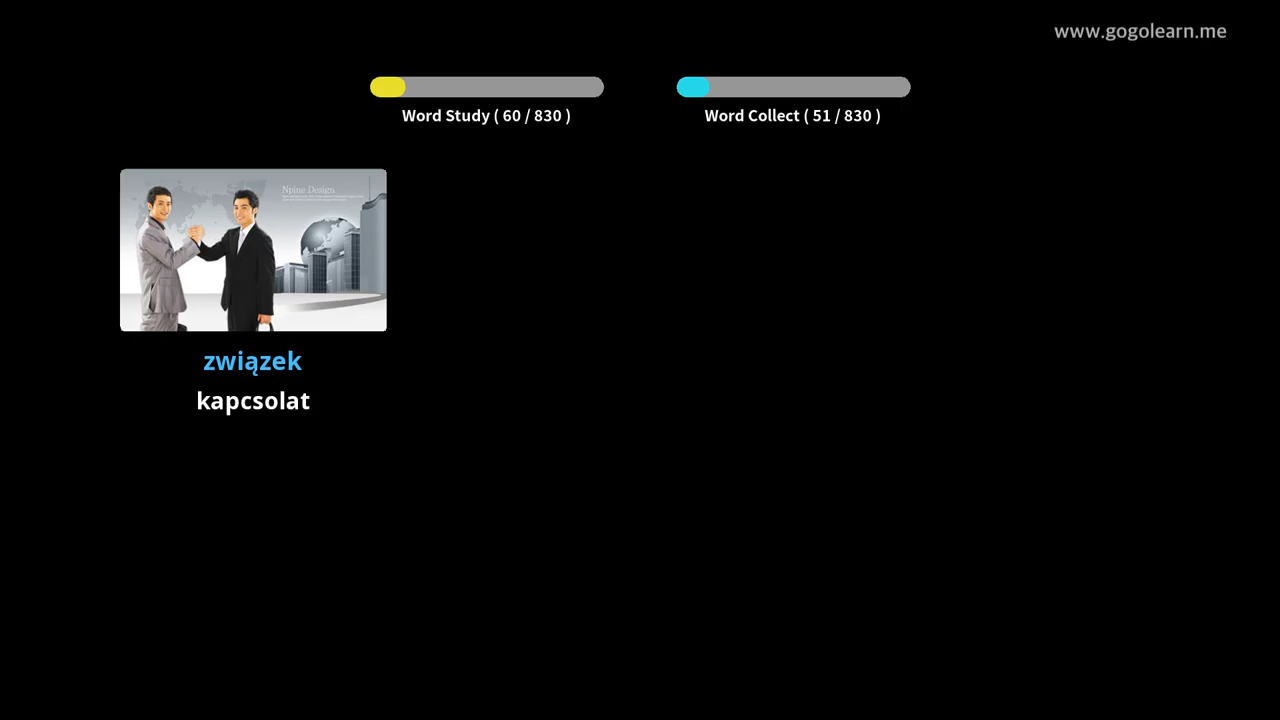 www.gogolearn.me
Word Study ( 60 / 830 )
Word Collect ( 51 / 830 )
Npine Design
związek
kapcsolat